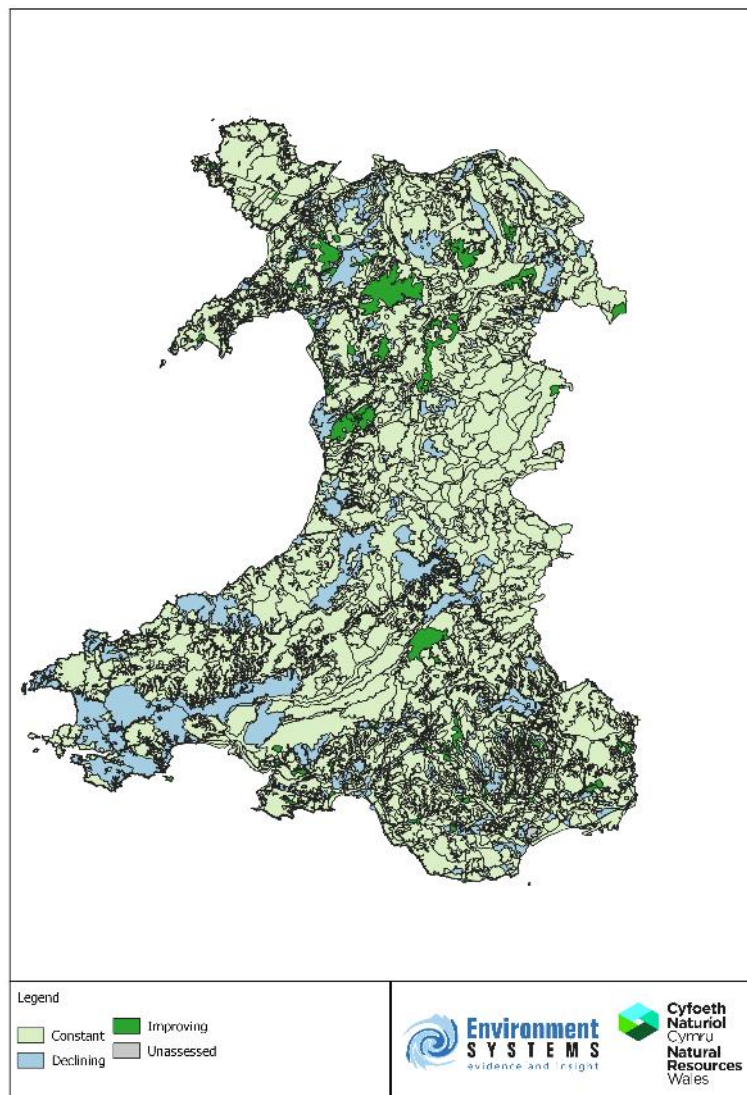 Legend
Constant
Declining
Improving
Unassessed
Environment
SYSTEMS
evidence and insight
Cyfoeth
Naturiol
Cymru
Natural
Resources
Wales